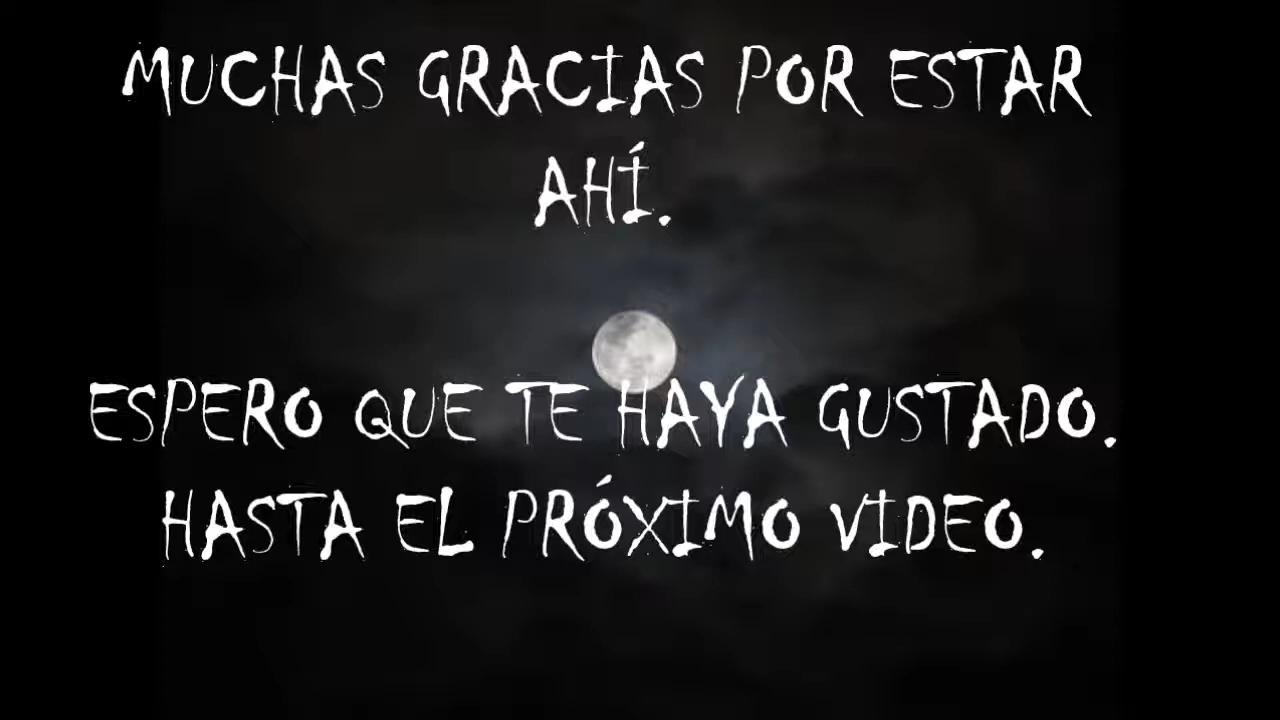 MUCHAS GRACIAS POR ESTAR
AHÍ.
ESPERO QUE TE HAYA GUSTADO.
HASTA EL PRÓXIMO VIDEO.